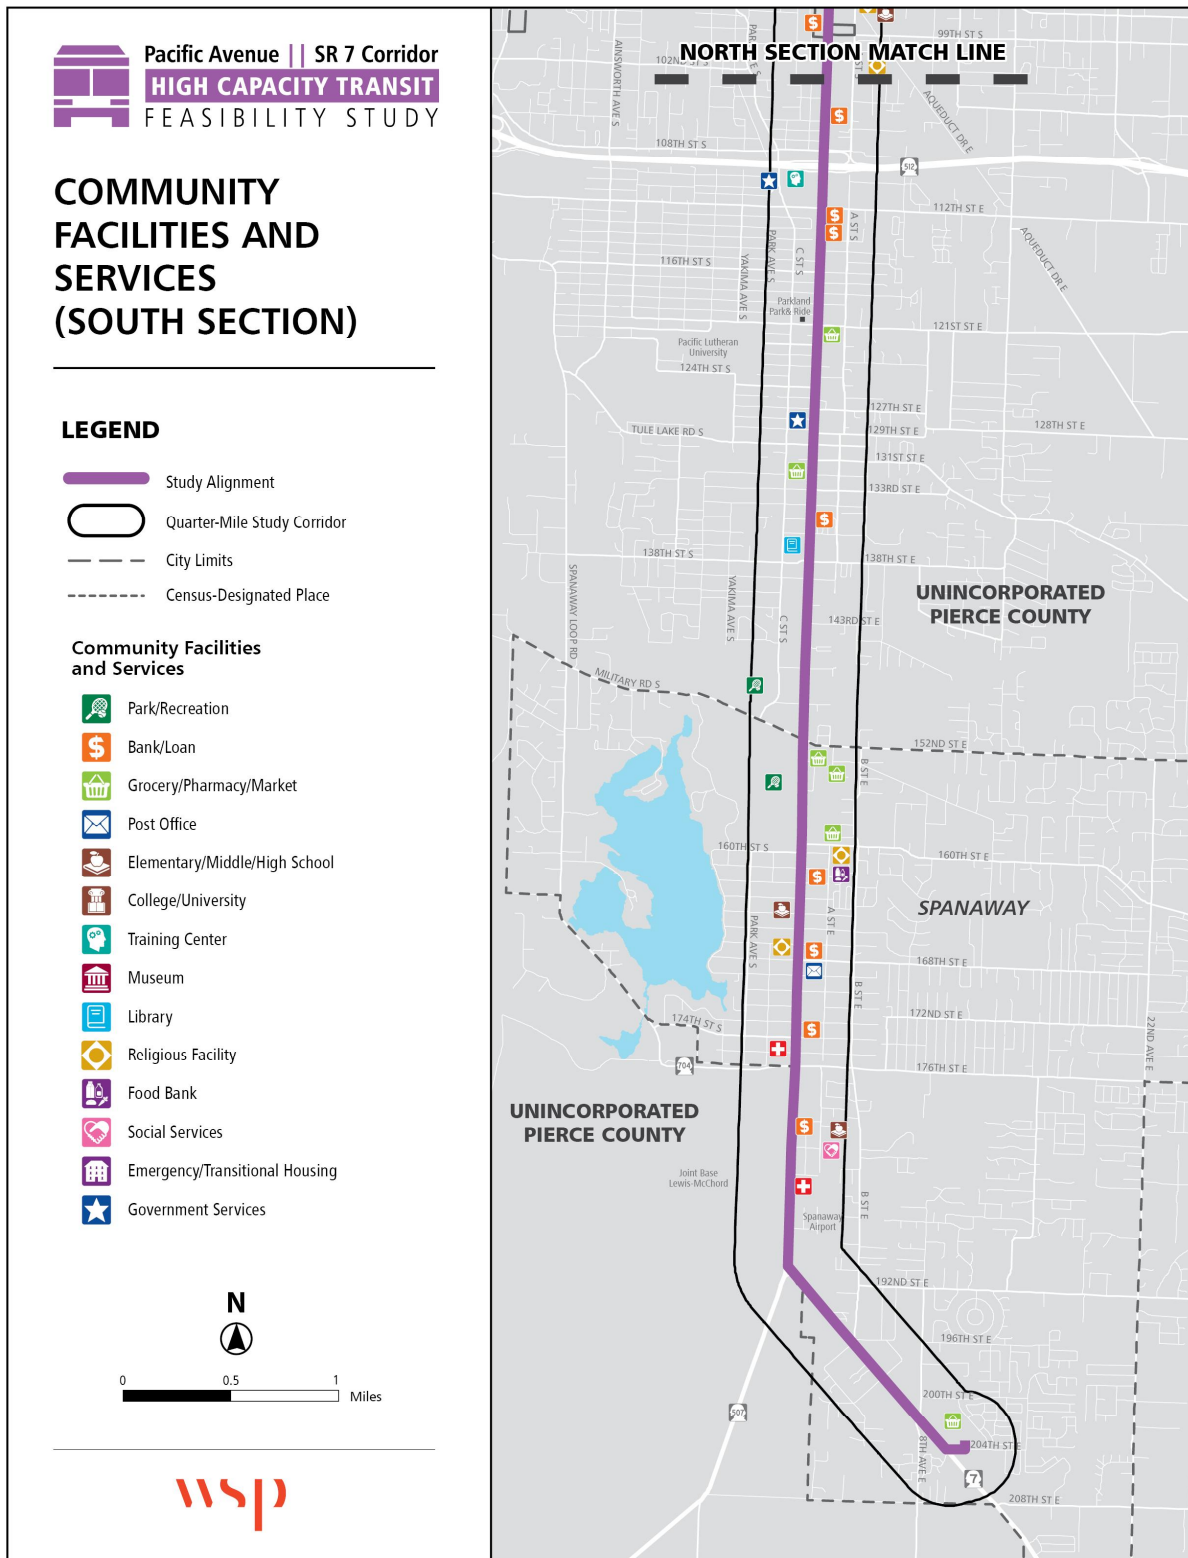 Pacific Avenue || SR 7 Corridor
HIGH CAPACITY TRANSIT
FEASIBILITY STUDY
COMMUNITY
FACILITIES AND
SERVICES
(SOUTH SECTION)
LEGEND
Study Alignment
Quarter-Mile Study Corridor
City Limits
Census-Designated Place
Community Facilities
and Services
Park/Recreation
Bank/Loan
Grocery/Pharmacy/Market
Post Office
Elementary/Middle/High School
College/University
Training Center
Museum
Library
Religious Facility
Food Bank
Social Services
Emergency/Transitional Housing
Government Services
N
0 0.5 1
Miles
wsp
99TH ST S
NORTH SECTION MATCH LINE
AINSWORTH AVE S
AQUEDUCT DR E
108TH ST S
512
112TH ST E
A ST S
AQUEDUCT DR E
PARK AVE S
C ST S
YAKIMA AVE S
116TH ST S
Parkland
Park& Ride
121ST ST E
Pacific Lutheran
University
124TH ST S
127TH ST E
128TH ST E
TULE LAKE RD S
129TH ST E
131ST ST E
133RD ST E
138TH ST S
138TH ST E
SPANAWAY LOOP RD
YAKIMA AVE S
C ST S
UNINCORPORATED
PIERCE COUNTY
143RD ST E
MILITARY RD S
152ND ST E
B ST E
160TH ST S
160TH ST E
SPANAWAY
PARK AVE S
A ST E
168TH ST E
B ST E
172ND ST E
174TH ST S
22ND AVE E
704
176TH ST E
UNINCORPORATED
PIERCE COUNTY
Joint Base
Lewis-McChord
B ST E
Spanaway
Airport
192ND ST E
196TH ST E
200TH ST E
507
8TH AVE E
204TH ST E
7
208TH ST E